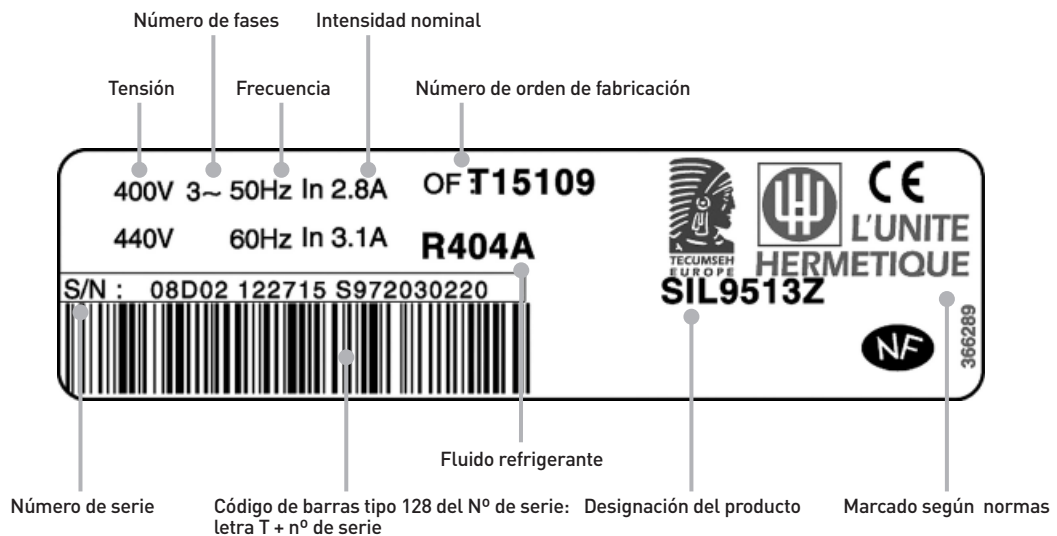 Número de fases
Intensidad nominal
Tensión
Frecuencia
Número de orden de fabricación
400V 3~ 50Hz In 2.8A
OF:T15109
440V 60Hz In 3.1A
R404A
TECUMSEH
EUROPE
CE
L'UNITE
HERMETIQUE
S/N : 08D02 122715 S972030220
SIL9513Z
NF
366289
Fluido refrigerante
Número de serie
Código de barras tipo 128 del Nº de serie:
letra T + nº de serie
Designación del producto
Marcado según normas